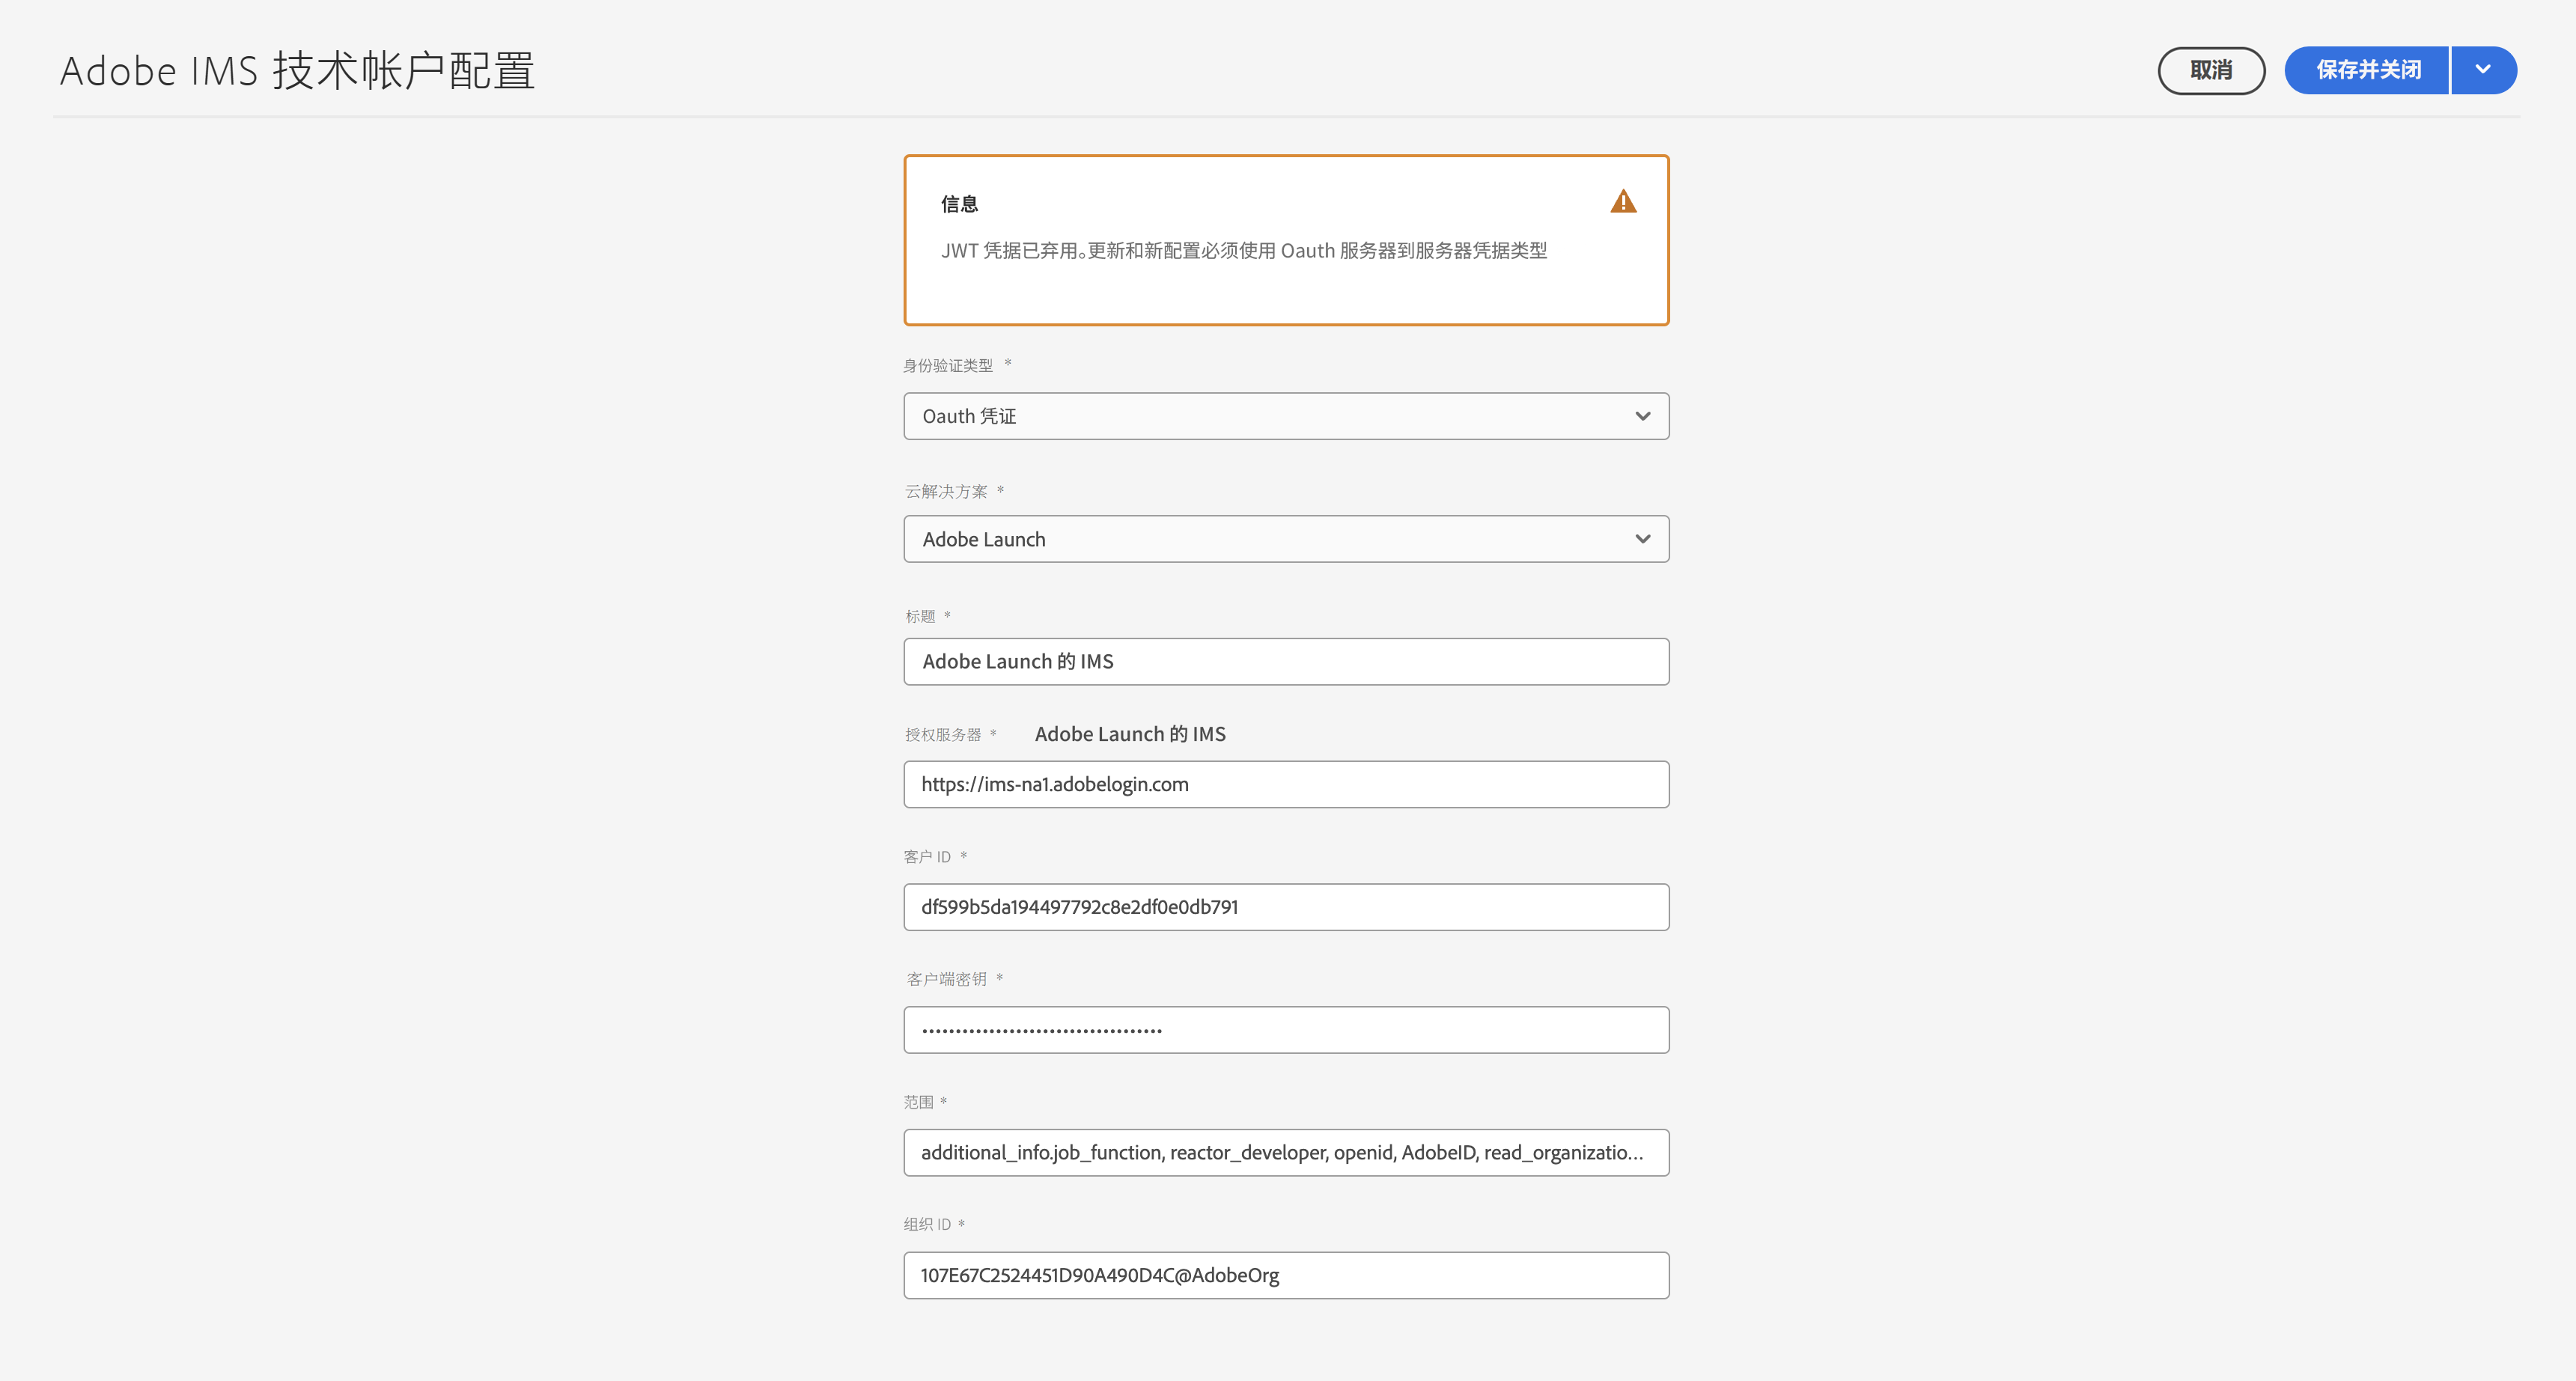 Adobe IMS 技术帐户配置
取消
保存并关闭
信息
JWT 凭据已弃用。更新和新配置必须使用 Oauth 服务器到服务器凭据类型
身份验证类型 *
Oauth 凭证
云解决方案 *
Adobe Launch
标题 *
Adobe Launch 的 IMS
授权服务器 * Adobe Launch 的 IMS
https://ims-na1.adobelogin.com
客户 ID *
df599b5da194497792c8e2df0e0db791
客户端密钥 *
••••••••••••••••••••••••••••••••••••
范围 *
additional_info.job_function, reactor_developer, openid, AdobeID, read_organizatio...
组织 ID *
107E67C2524451D90A490D4C@AdobeOrg